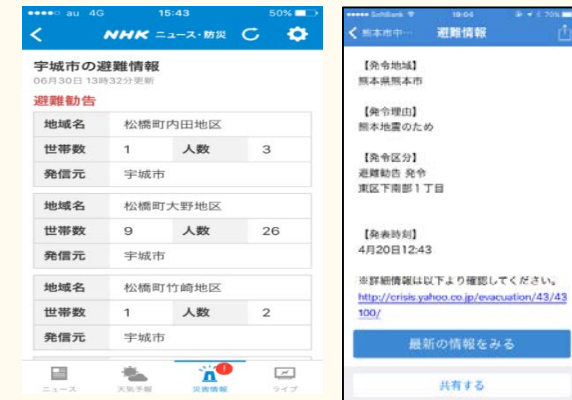 au 4G 15:43 50%
NHK ニュース・防災
宇城市の避難情報
06月30日 13時32分更新
避難勧告
地域名 松橋町内田地区
世帯数 1 人数 3
発信元 宇城市
地域名 松橋町大野地区
世帯数 9 人数 26
発信元 宇城市
地域名 松橋町竹崎地区
世帯数 1 人数 2
発信元 宇城市
ニュース 天気予報 災害情報 ライブ
SoftBank 19:04 70%
熊本市中… 避難情報
【発令地域】
熊本県熊本市
【発令理由】
熊本地震のため
【発令区分】
避難勧告 発令
東区下南部1丁目
【発表時刻】
4月20日12:43
※詳細情報は以下より確認してください。
http://crisis.yahoo.co.jp/evacuation/43/43
100/
最新の情報をみる
共有する